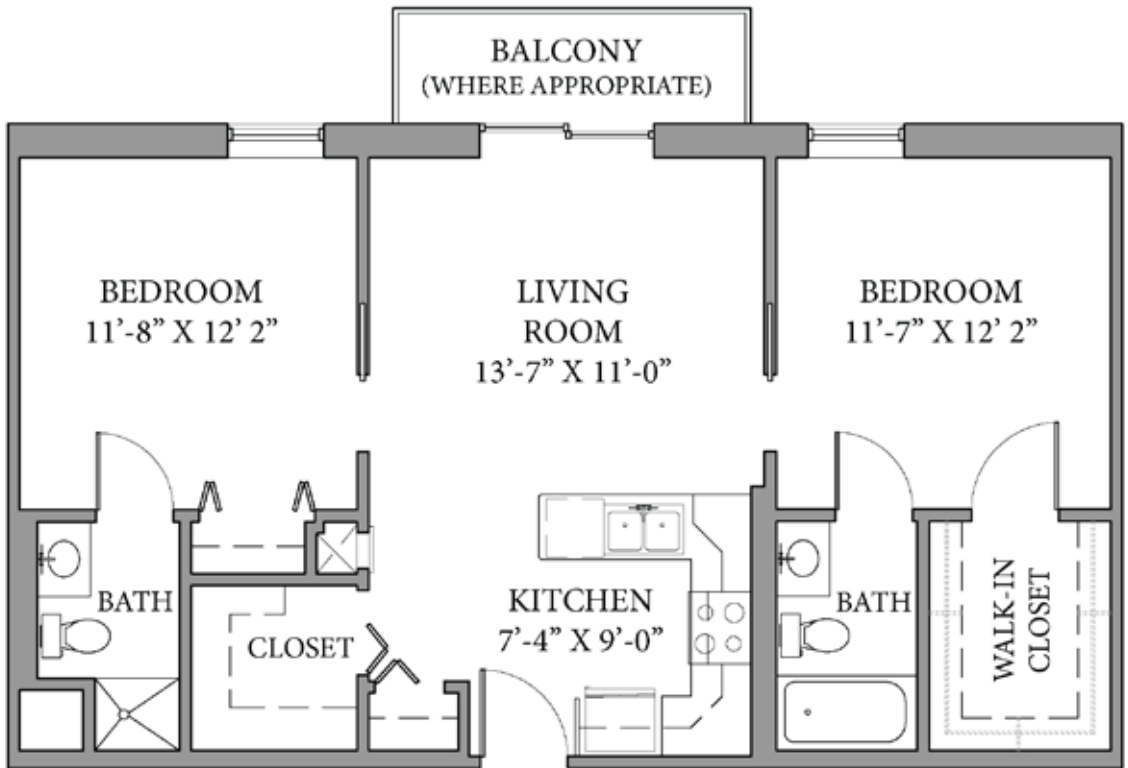 BALCONY
(WHERE APPROPRIATE)
BEDROOM
11’-8” X 12’ 2”
LIVING
ROOM
13’-7” X 11’-0”
BEDROOM
11’-7” X 12’ 2”
BATH
CLOSET
KITCHEN
7’-4” X 9’-0”
BATH
WALK-IN
CLOSET